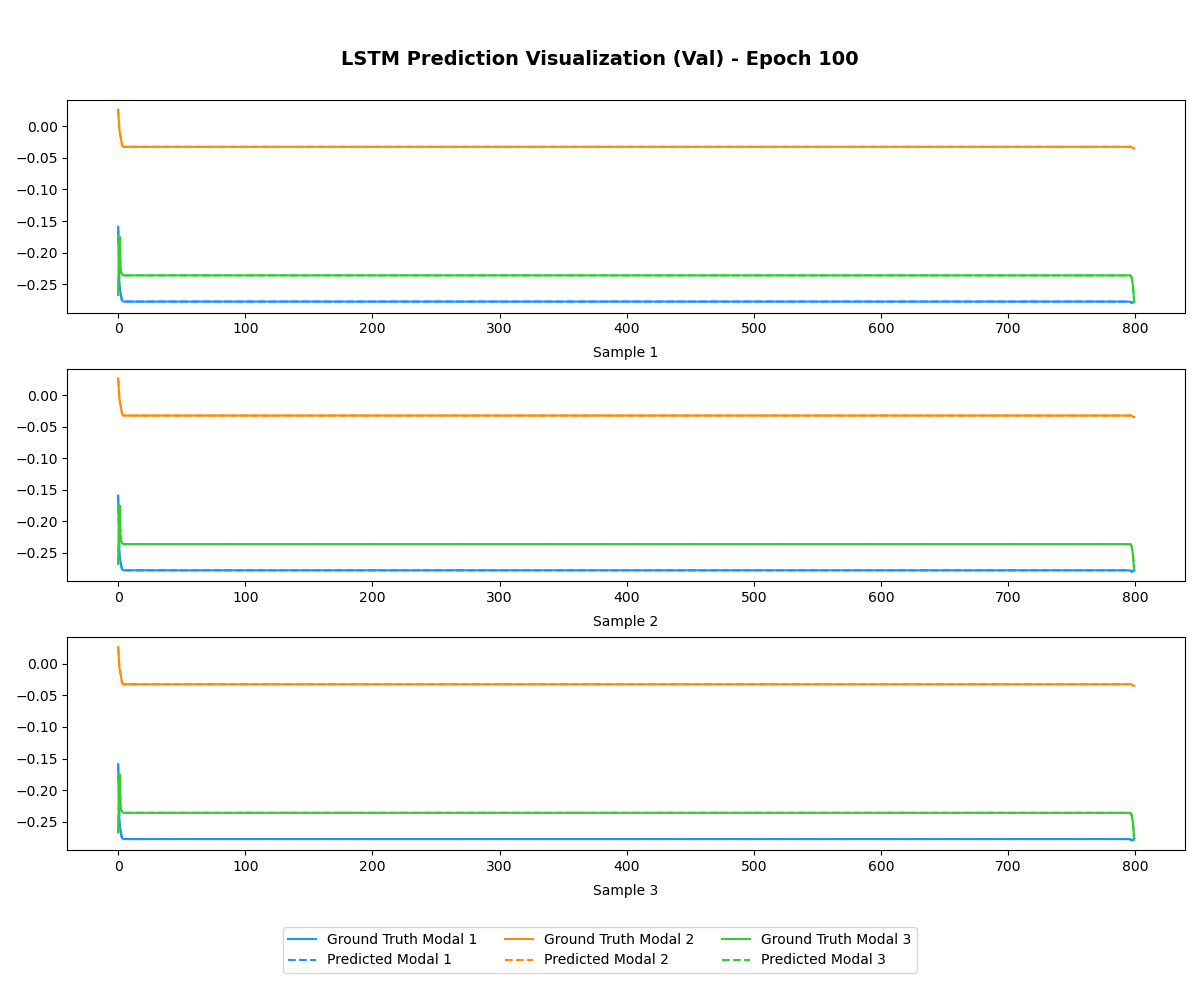 LSTM Prediction Visualization (Val) - Epoch 100
0.00
−0.05
−0.10
−0.15
−0.20
−0.25
0 100 200 300 400 500 600 700 800
Sample 1
0.00
−0.05
−0.10
−0.15
−0.20
−0.25
0 100 200 300 400 500 600 700 800
Sample 2
0.00
−0.05
−0.10
−0.15
−0.20
−0.25
0 100 200 300 400 500 600 700 800
Sample 3
Ground Truth Modal 1 Ground Truth Modal 2 Ground Truth Modal 3
Predicted Modal 1 Predicted Modal 2 Predicted Modal 3